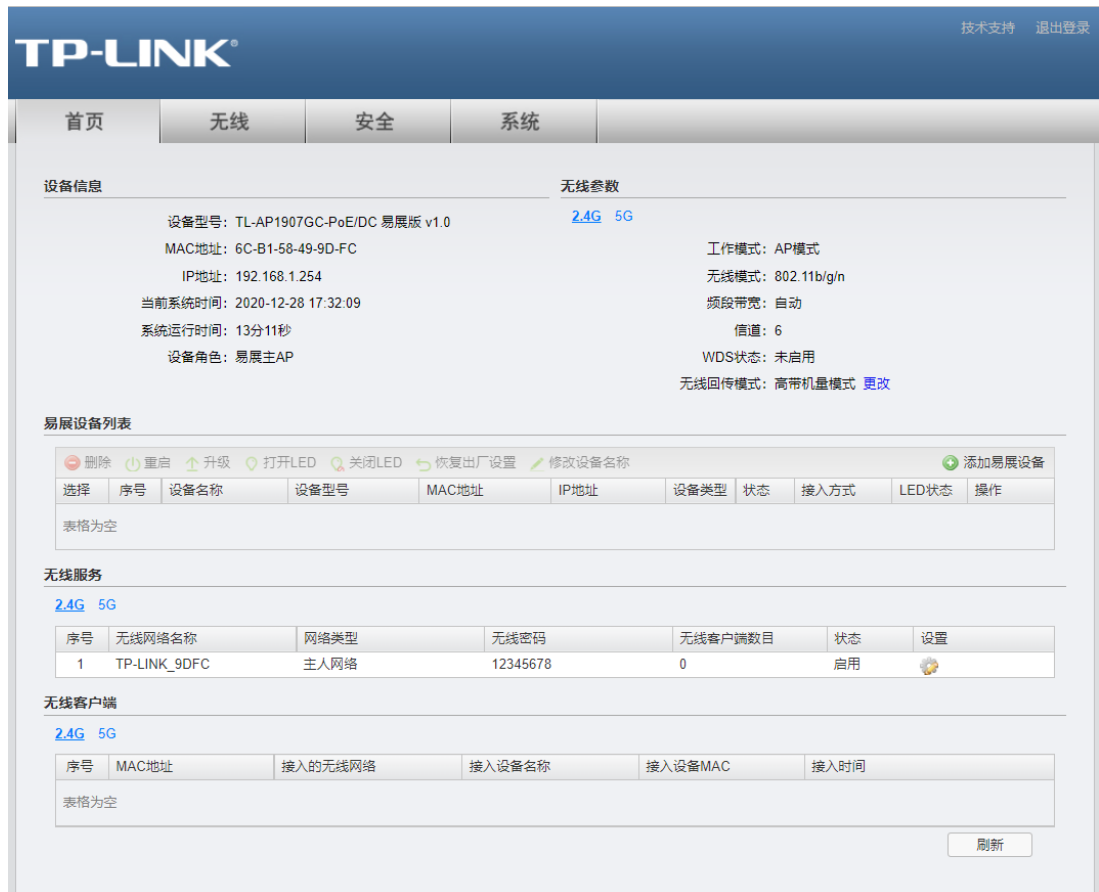 技术支持 退出登录
TP-LINK®
首页 无线 安全 系统
设备信息
设备型号: TL-AP1907GC-PoE/DC 易展版 v1.0
MAC地址: 6C-B1-58-49-9D-FC
IP地址: 192.168.1.254
当前系统时间: 2020-12-28 17:32:09
系统运行时间: 13分11秒
设备角色: 易展主AP
无线参数
2.4G 5G
工作模式: AP模式
无线模式: 802.11b/g/n
频段带宽: 自动
信道: 6
WDS状态: 未启用
无线回传模式: 高带机量模式 更改
易展设备列表
删除 重启 升级 打开LED 关闭LED 恢复出厂设置 修改设备名称 添加易展设备
选择 序号 设备名称 设备型号 MAC地址 IP地址 设备类型 状态 接入方式 LED状态 操作
表格为空
无线服务
2.4G 5G
序号 无线网络名称 网络类型 无线密码 无线客户端数目 状态 设置
1 TP-LINK_9DFC 主人网络 12345678 0 启用
无线客户端
2.4G 5G
序号 MAC地址 接入的无线网络 接入设备名称 接入设备MAC 接入时间
表格为空
刷新